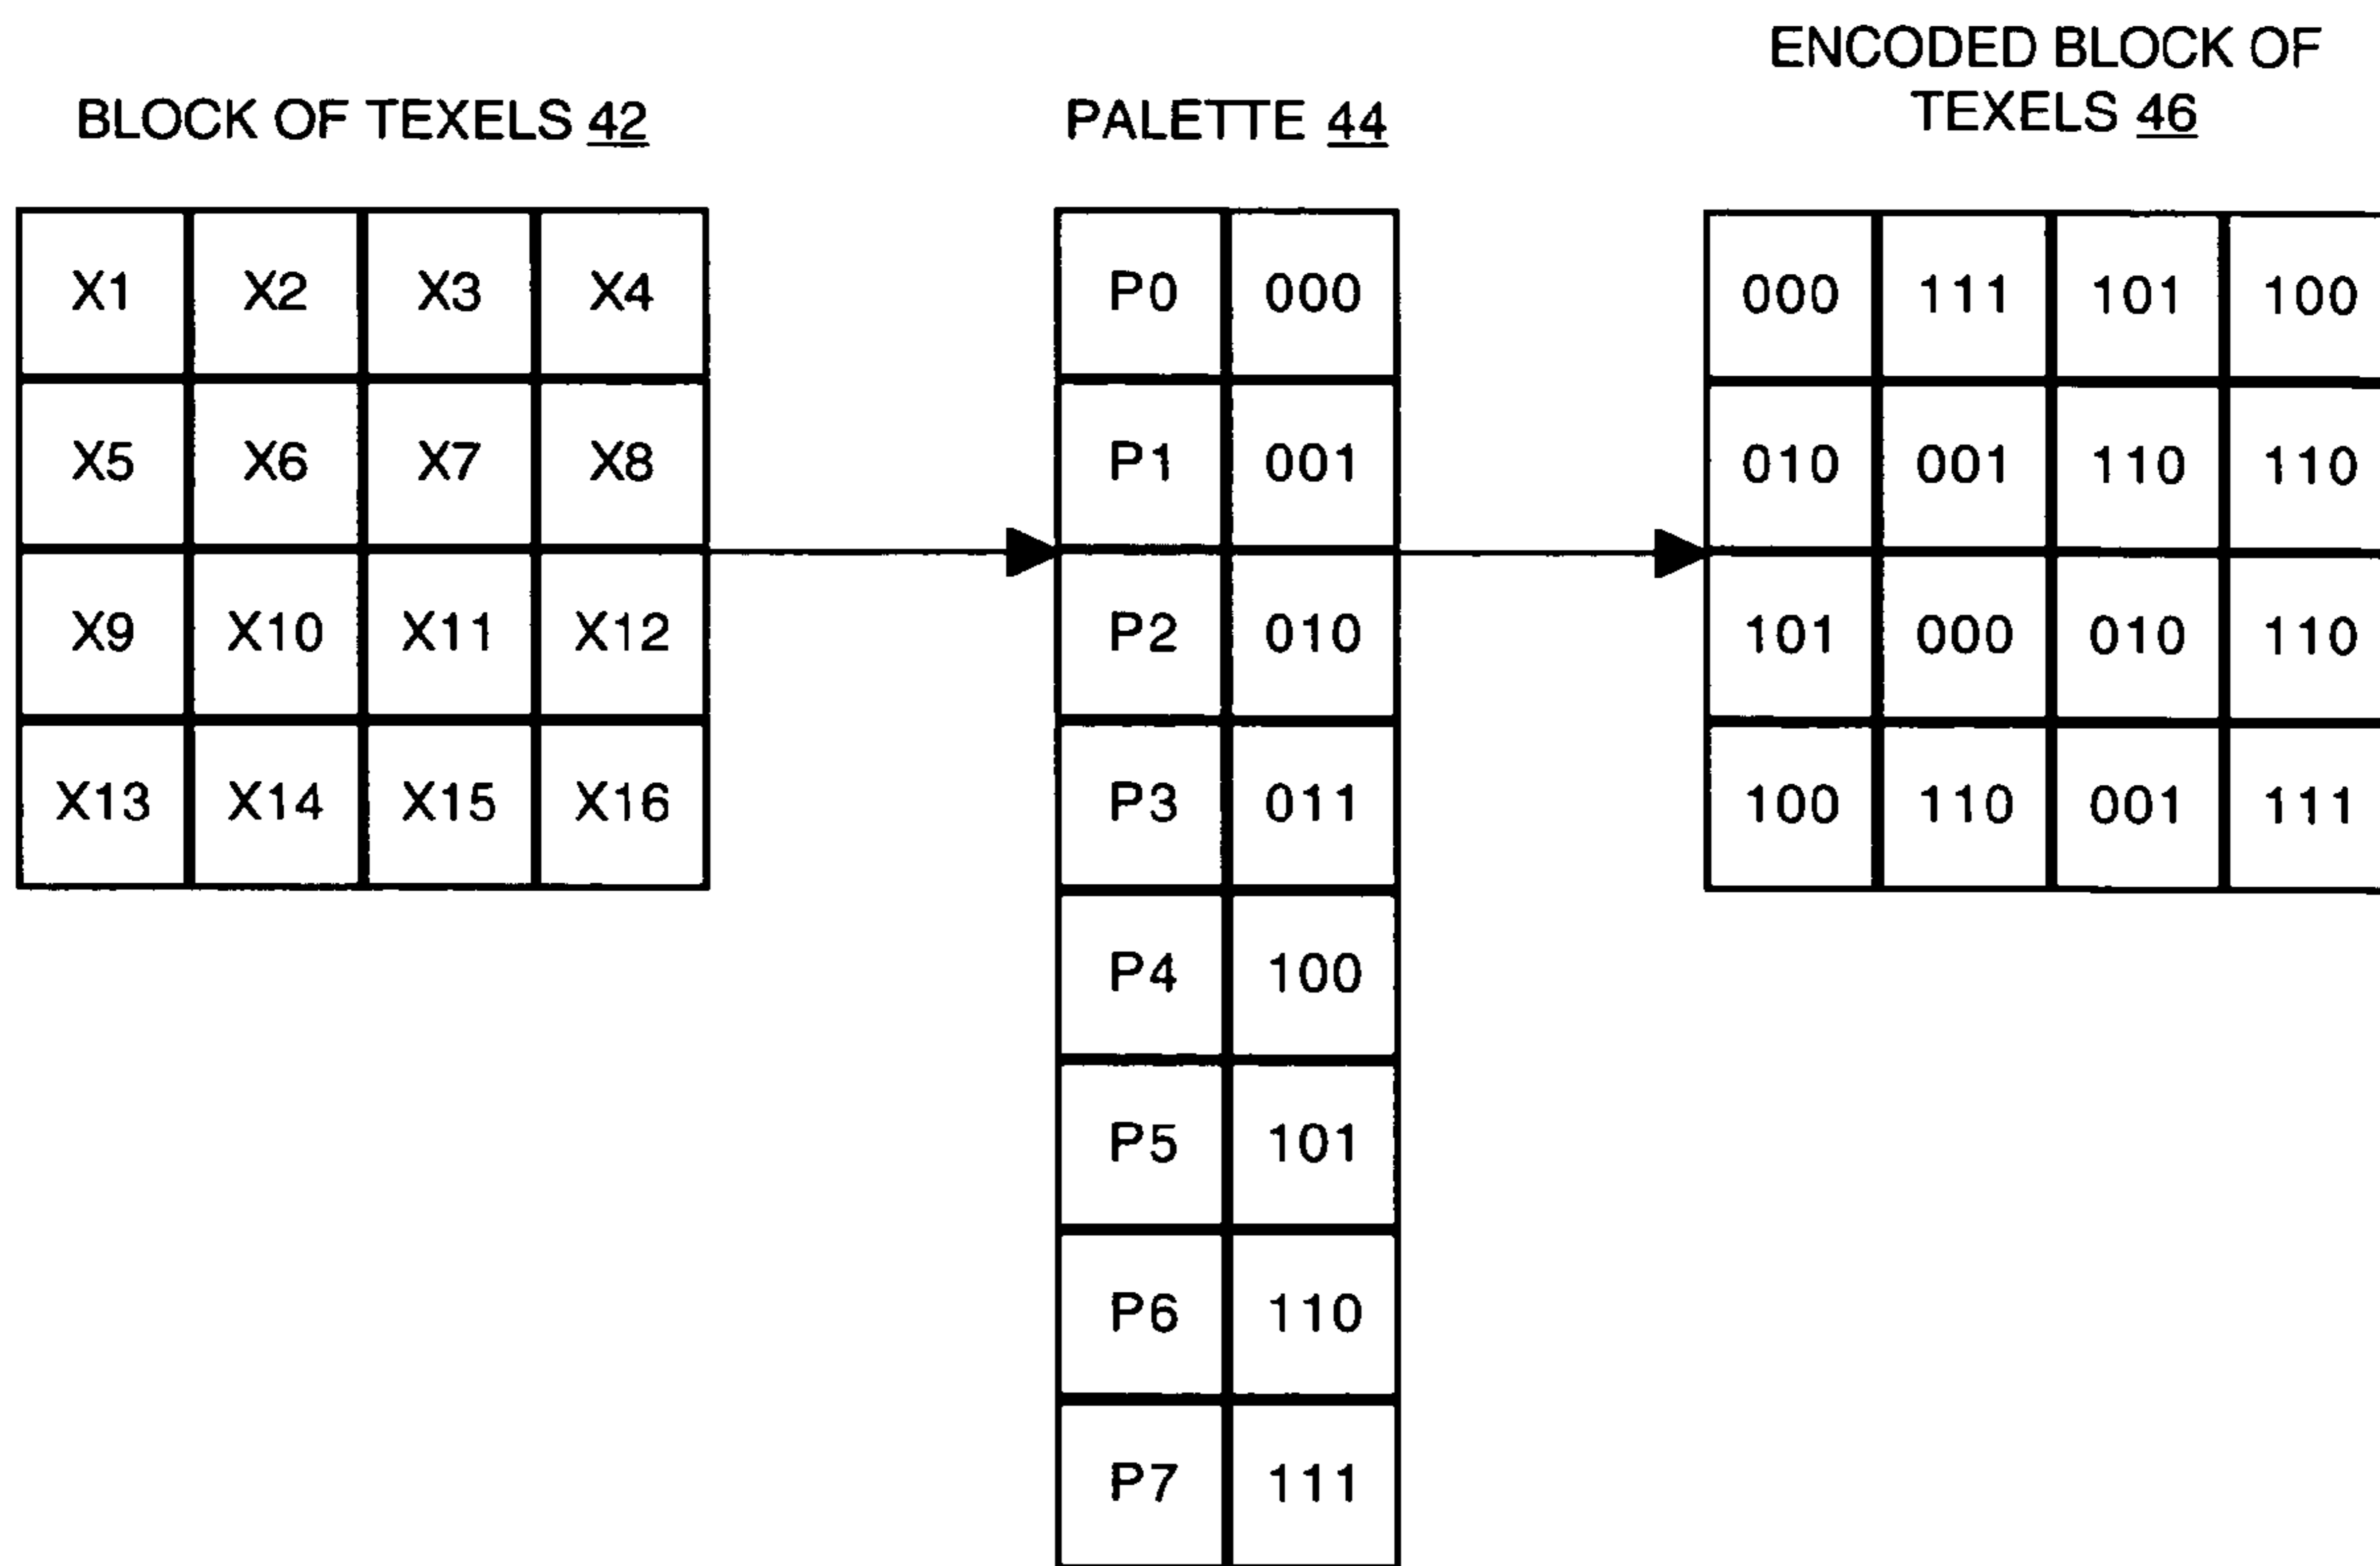 BLOCK OF TEXELS 42
PALETTE 44
ENCODED BLOCK OF
TEXELS 46
X1 X2 X3 X4
X5 X6 X7 X8
X9 X10 X11 X12
X13 X14 X15 X16
P0 000
P1 001
P2 010
P3 011
P4 100
P5 101
P6 110
P7 111
000 111 101 100
010 001 110 110
101 000 010 110
100 110 001 111